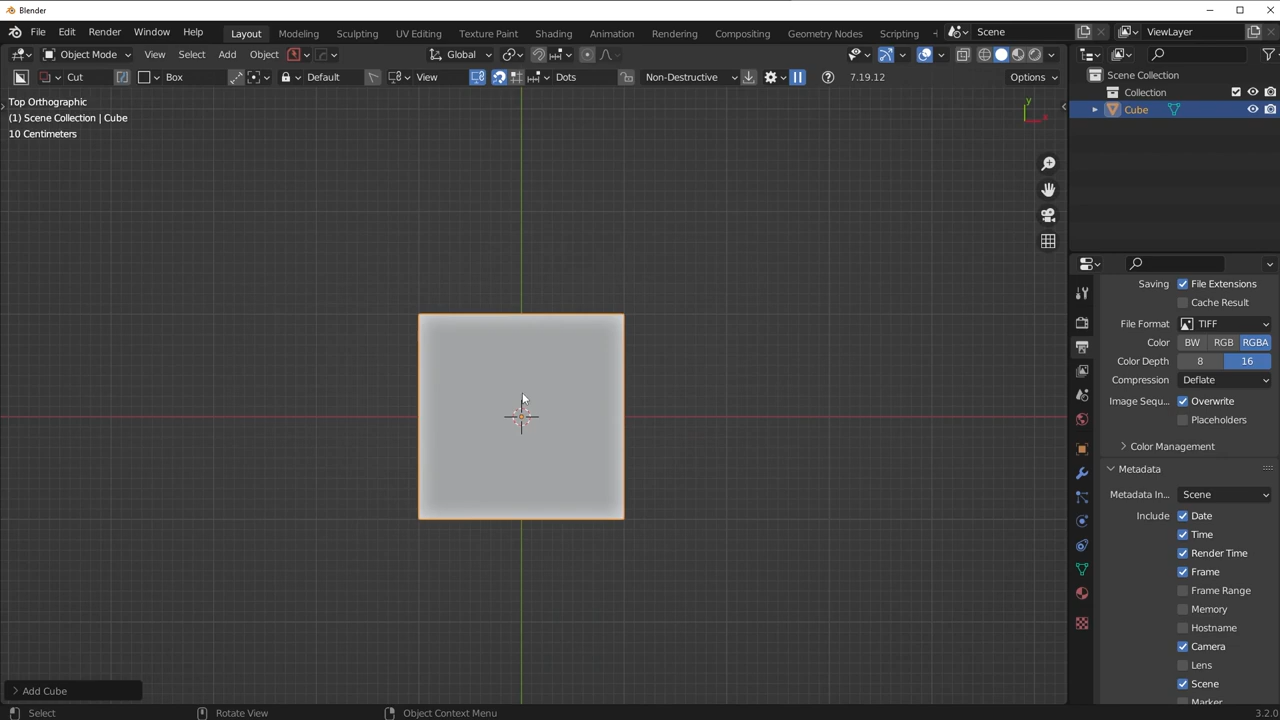 Blender
File Edit Render Window Help Layout Modeling Sculpting UV Editing Texture Paint Shading Animation Rendering Compositing Geometry Nodes Scripting Scene ViewLayer
Object Mode View Select Add Object Global
Cut Box Default View Dots Non-Destructive 7.19.12 Options
Top Orthographic
(1) Scene Collection | Cube
10 Centimeters
y
x
Scene Collection
Collection
Cube
Saving File Extensions
Cache Result
File Format TIFF
Color BW RGB RGBA
Color Depth 8 16
Compression Deflate
Image Sequ... Overwrite
Placeholders
Color Management
Metadata
Metadata In... Scene
Include Date
Time
Render Time
Frame
Frame Range
Memory
Hostname
Camera
Lens
Scene
Marker
Add Cube
Select Rotate View Object Context Menu 3.2.0